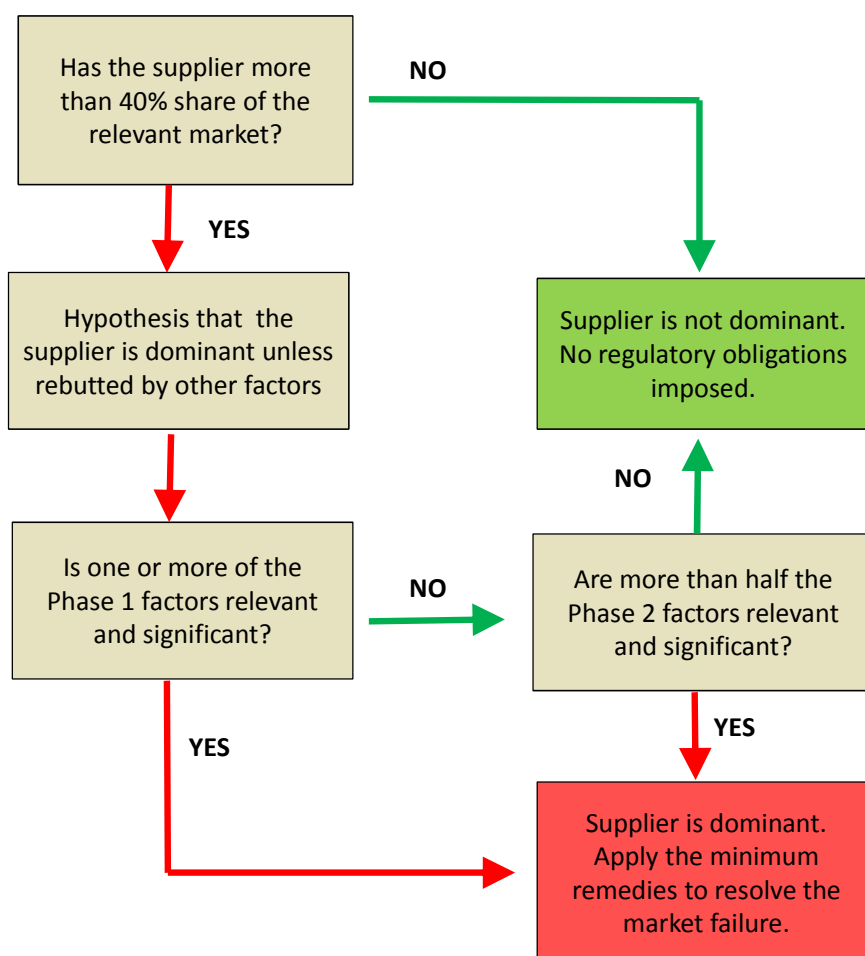 Has the supplier more
than 40% share of the
relevant market?
NO
YES
Hypothesis that  the
supplier is dominant unless
rebutted by other factors
Supplier is not dominant.
No regulatory obligations
imposed.
NO
Is one or more of the
Phase 1 factors relevant
and significant?
NO
Are more than half the
Phase 2 factors relevant
and significant?
YES
YES
Supplier is dominant.
Apply the minimum
remedies to resolve the
market failure.